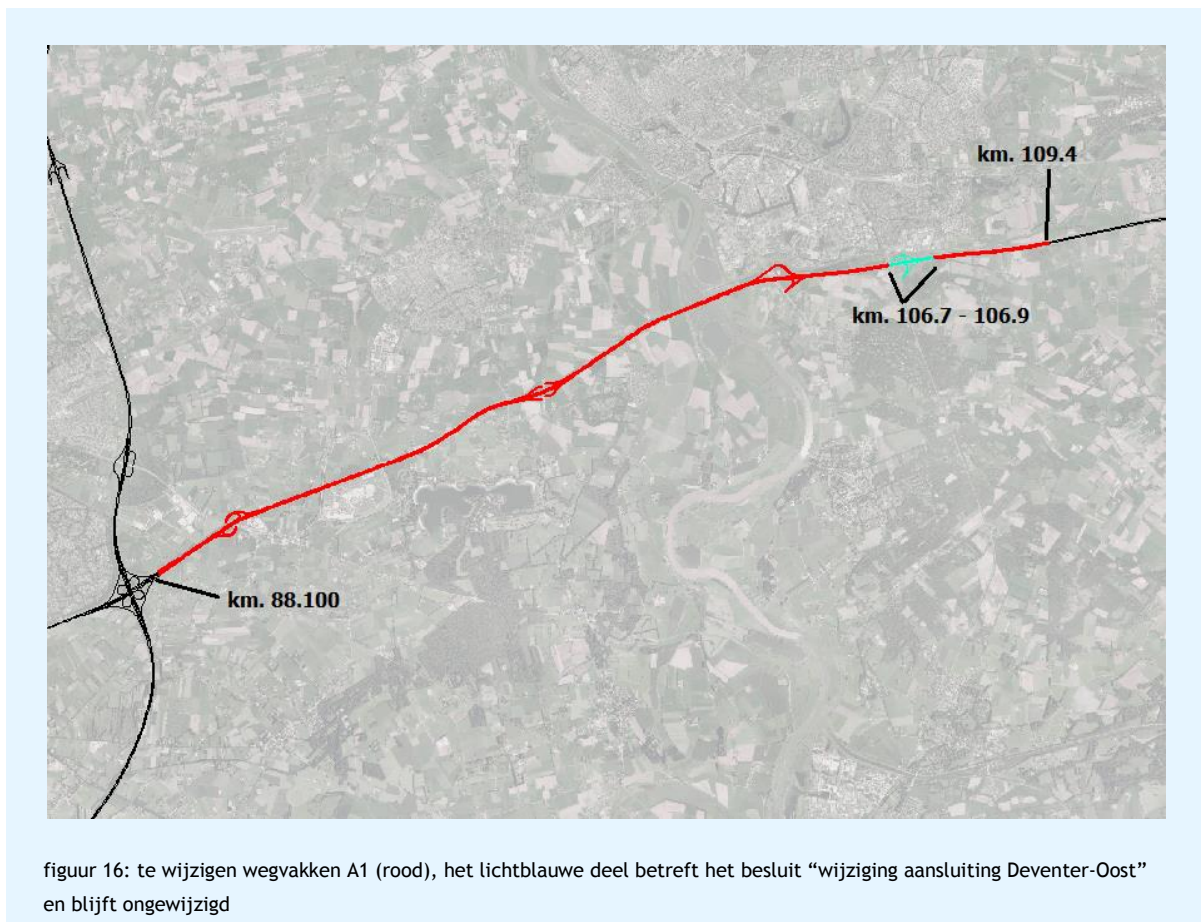 km. 109.4
km. 106.7 - 106.9
km. 88.100
figuur 16: te wijzigen wegvakken A1 (rood), het lichtblauwe deel betreft het besluit “wijziging aansluiting Deventer-Oost”
en blijft ongewijzigd